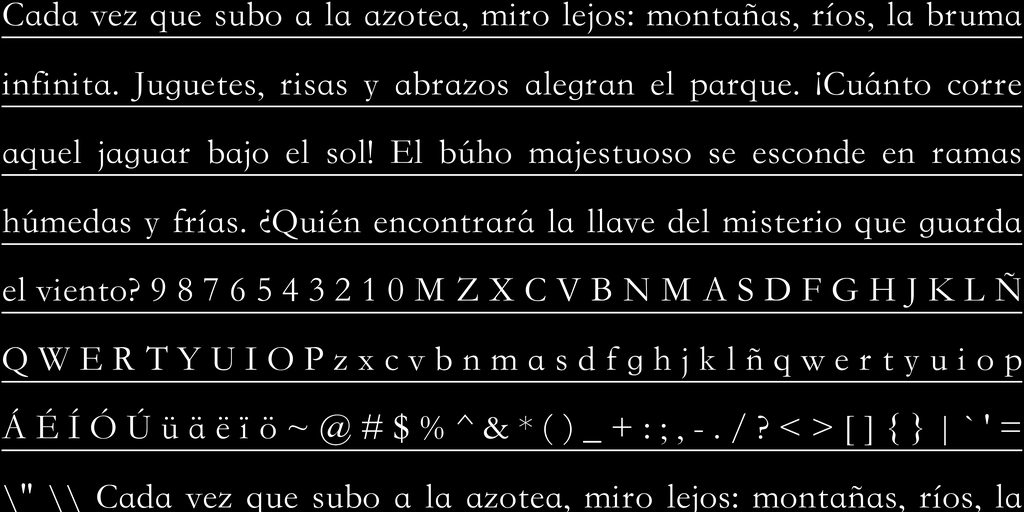 Cada vez que subo a la azotea, miro lejos: montañas, ríos, la bruma
infinita. Juguetes, risas y abrazos alegran el parque. ¡Cuánto corre
aquel jaguar bajo el sol! El búho majestuoso se esconde en ramas
húmedas y frías. ¿Quién encontrará la llave del misterio que guarda
el viento? 9 8 7 6 5 4 3 2 1 0 M Z X C V B N M A S D F G H J K L Ñ
Q W E R T Y U I O P z x c v b n m a s d f g h j k l ñ q w e r t y u i o p
Á É Í Ó Ú ü ä ë ï ö ~ @ # $ % ^ & * ( ) _ + : ; , - . / ? < > [ ] { } | ` ' =
\ " \\ Cada vez que subo a la azotea, miro lejos: montañas, ríos, la